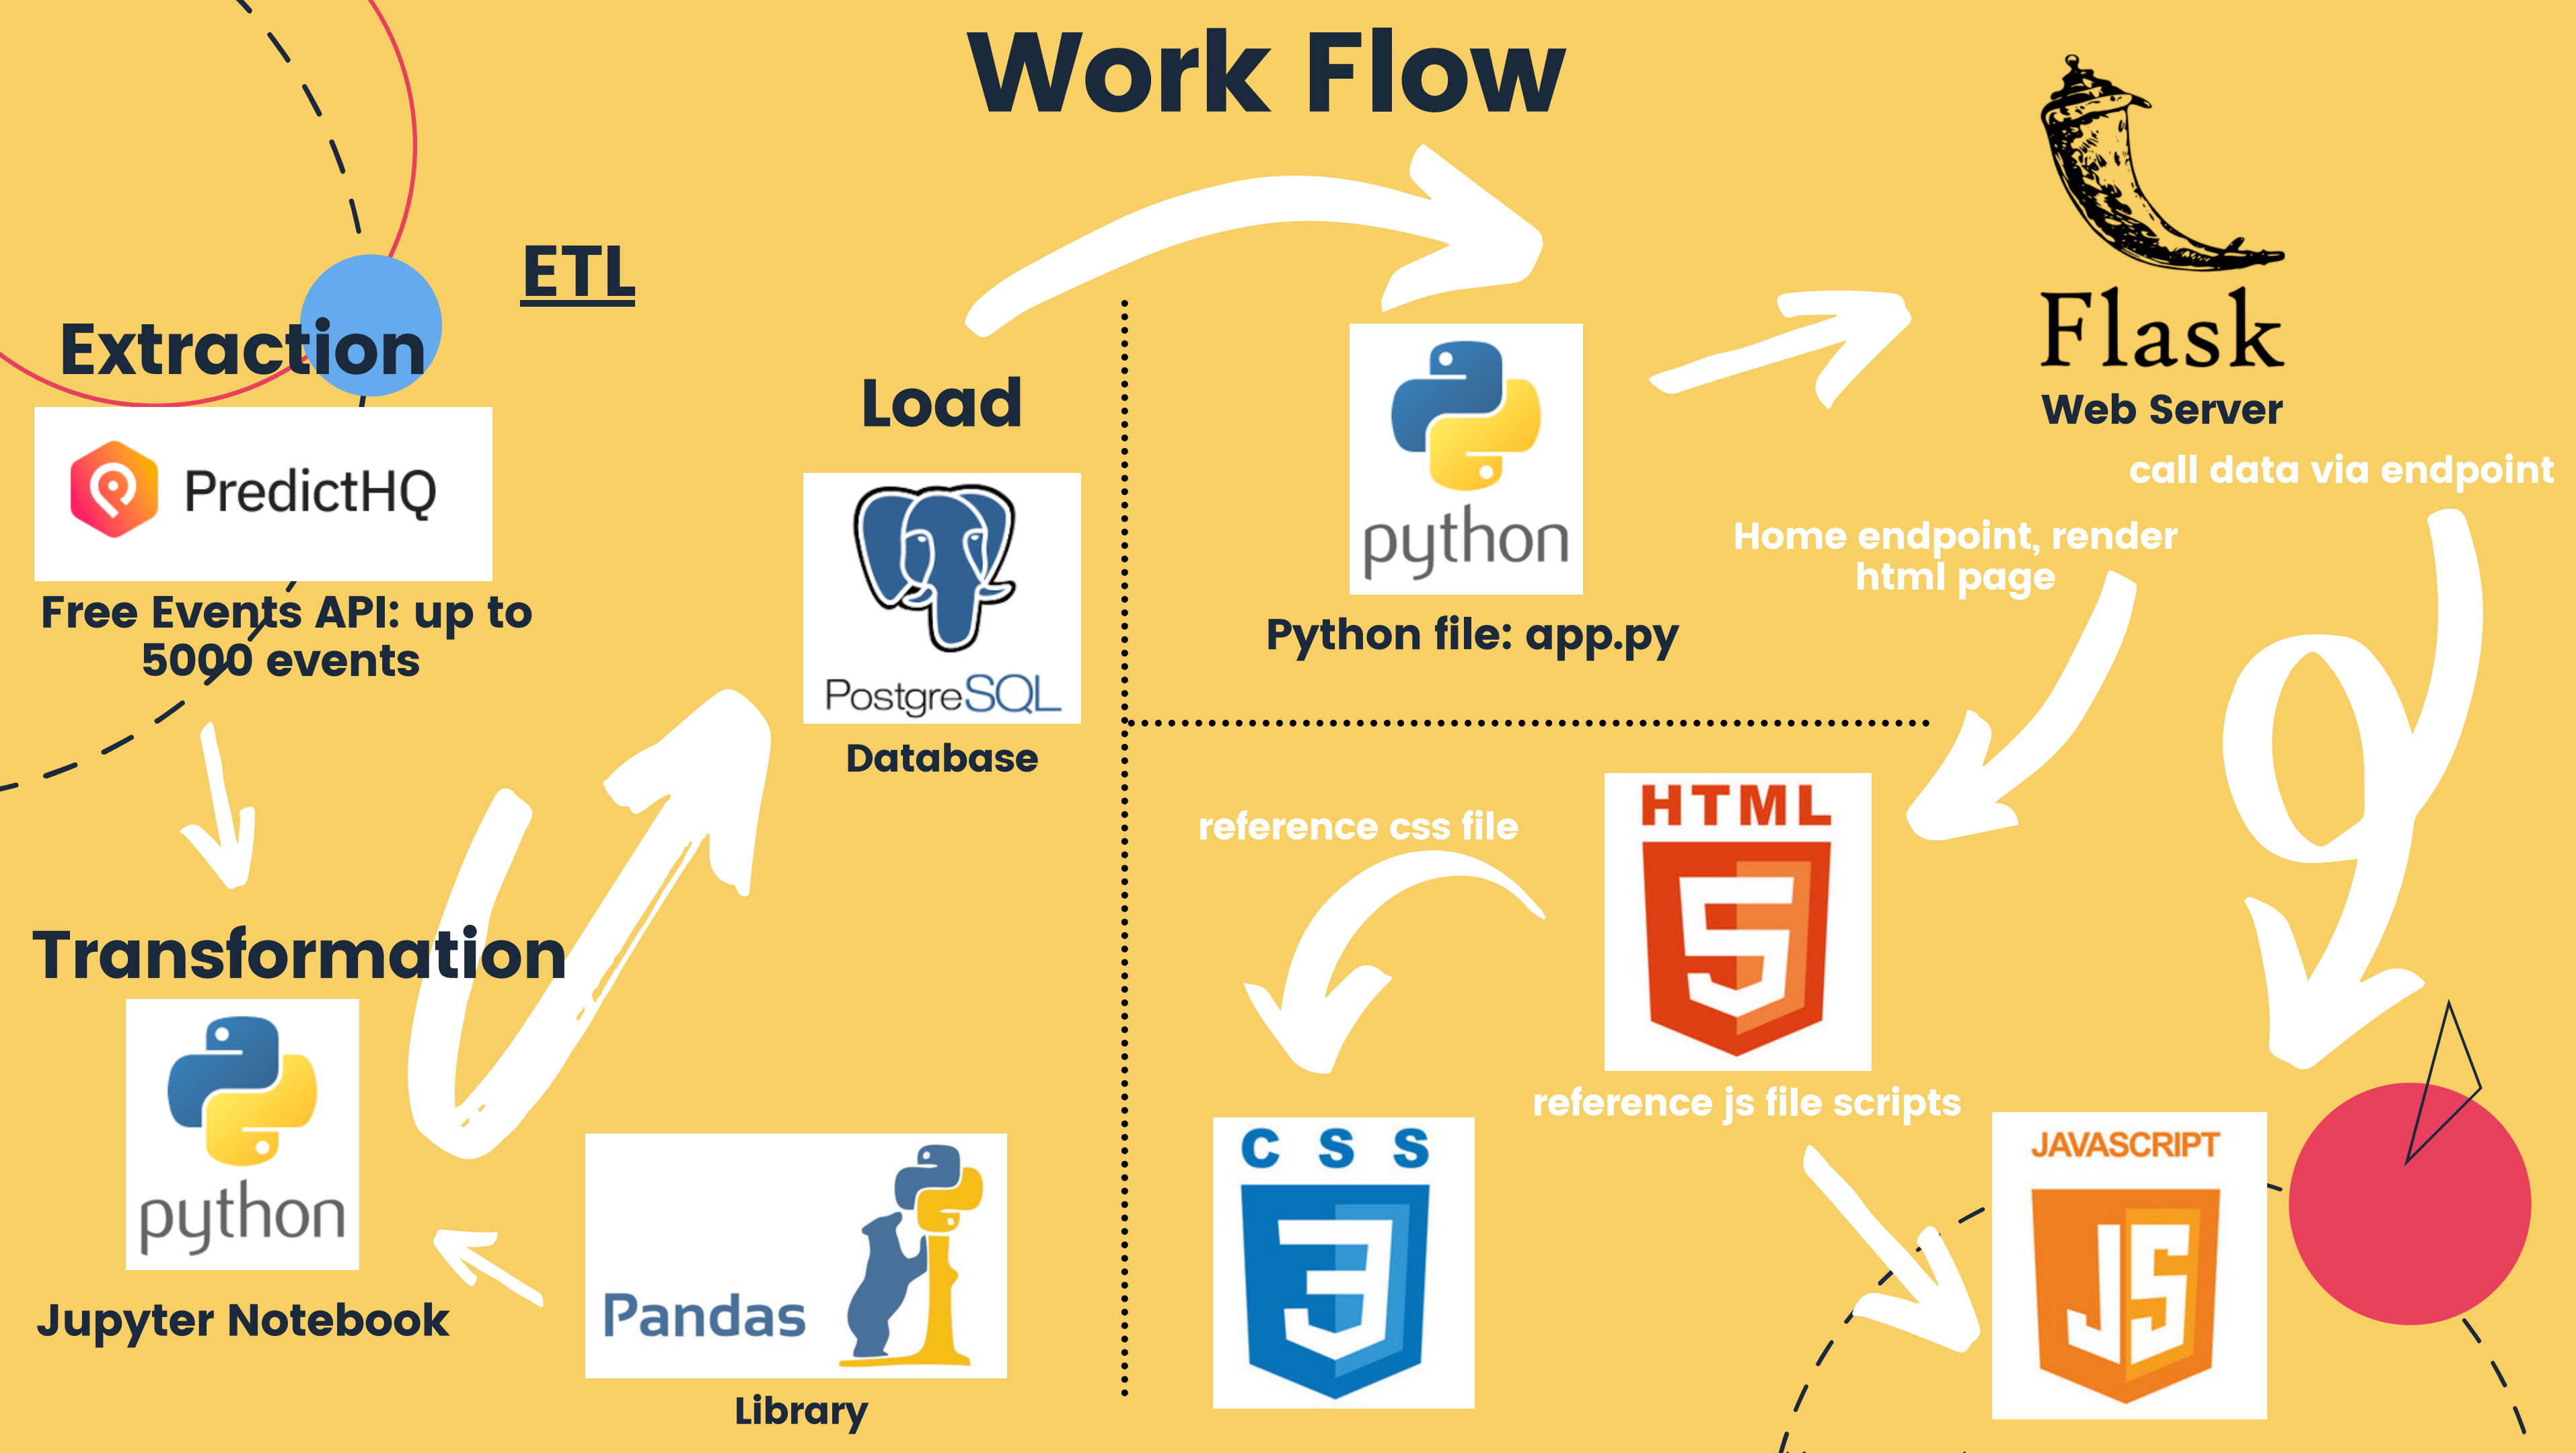 Work Flow
ETL
Extraction
PredictHQ
Free Events API: up to
5000 events
Transformation
python
Jupyter Notebook
Pandas
Library
Load
PostgreSQL
Database
python
Python file: app.py
Flask
Web Server
call data via endpoint
Home endpoint, render
html page
HTML
5
reference css file
reference js file scripts
CSS
3
JAVASCRIPT
JS